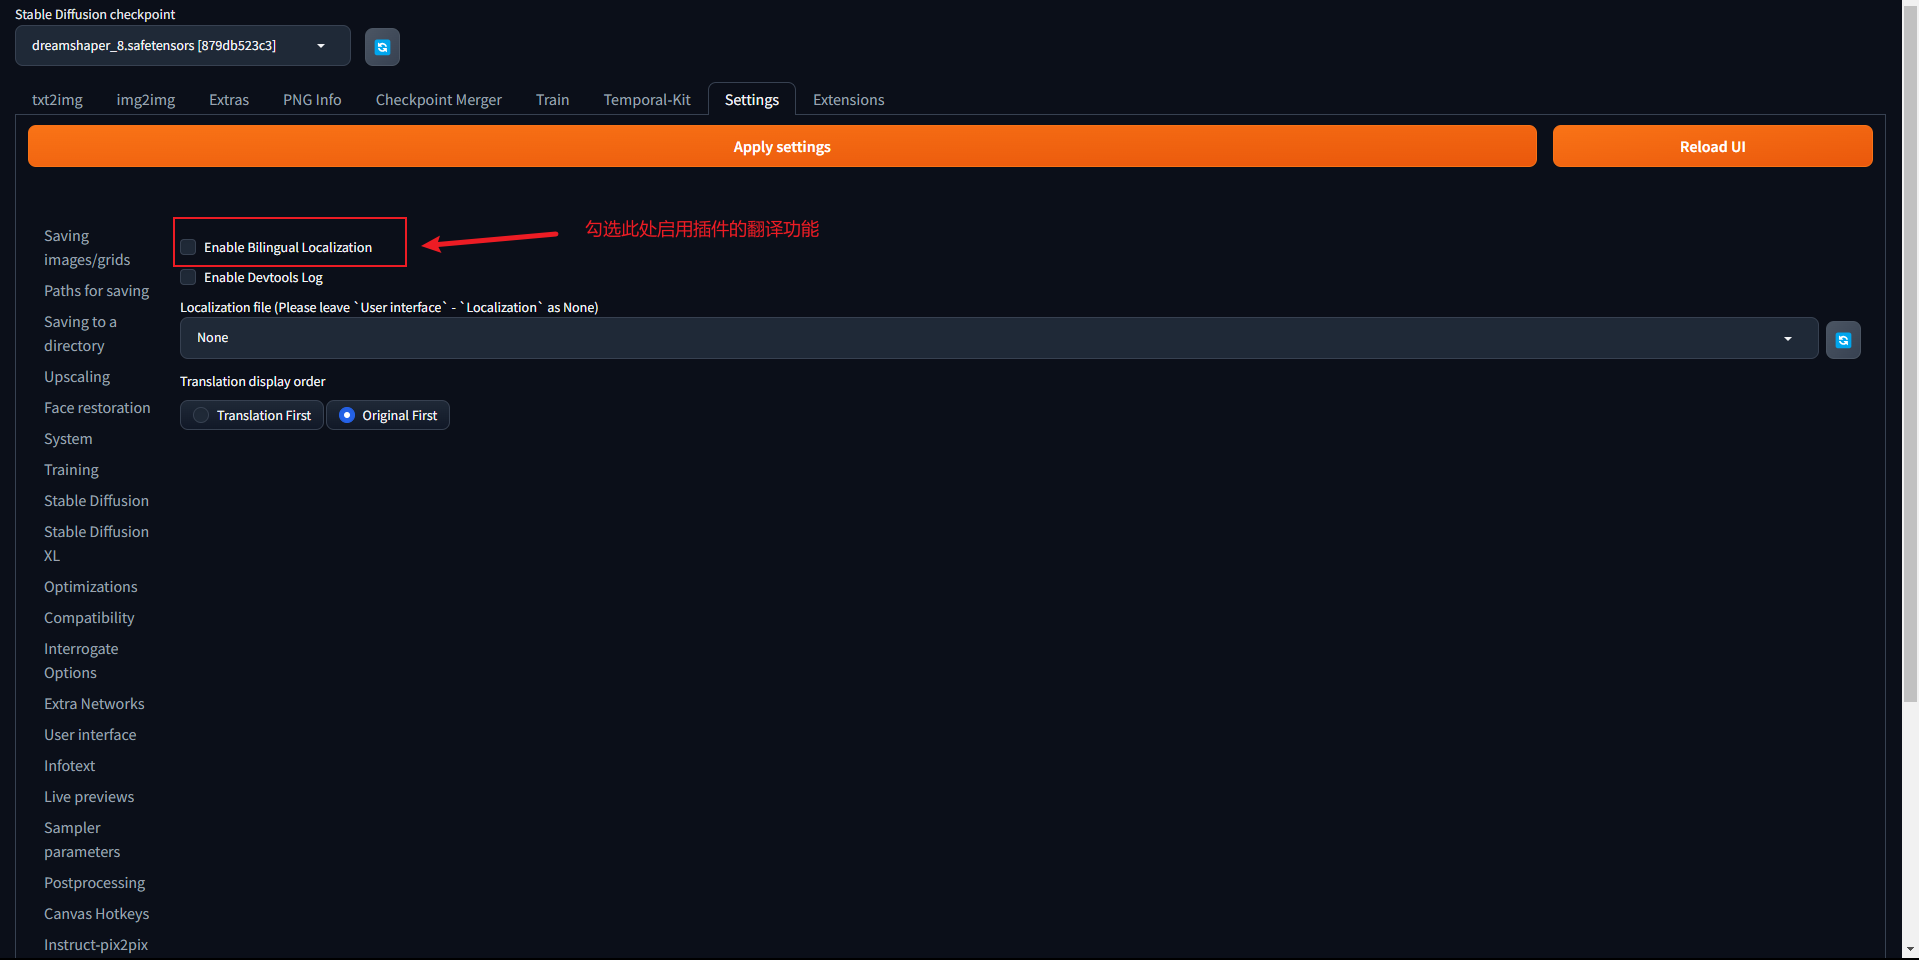 Stable Diffusion checkpoint
dreamshaper_8.safetensors [879db523c3]
txt2img
img2img
Extras
PNG Info
Checkpoint Merger
Train
Temporal-Kit
Settings
Extensions
Apply settings
Reload UI
Saving
images/grids
Paths for saving
Saving to a
directory
Upscaling
Face restoration
System
Training
Stable Diffusion
Stable Diffusion
XL
Optimizations
Compatibility
Interrogate
Options
Extra Networks
User interface
Infotext
Live previews
Sampler
parameters
Postprocessing
Canvas Hotkeys
Instruct-pix2pix
Enable Bilingual Localization
勾选此处启用插件的翻译功能
Enable Devtools Log
Localization file (Please leave `User interface` - `Localization` as None)
None
Translation display order
Translation First
Original First